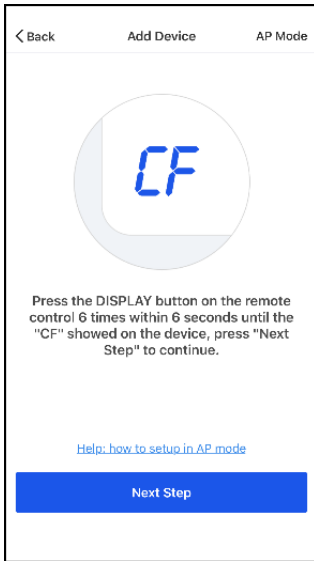 Back Add Device AP Mode
CF
Press the DISPLAY button on the remote
control 6 times within 6 seconds until the
"CF" showed on the device, press "Next
Step" to continue.
Help: how to setup in AP mode
Next Step